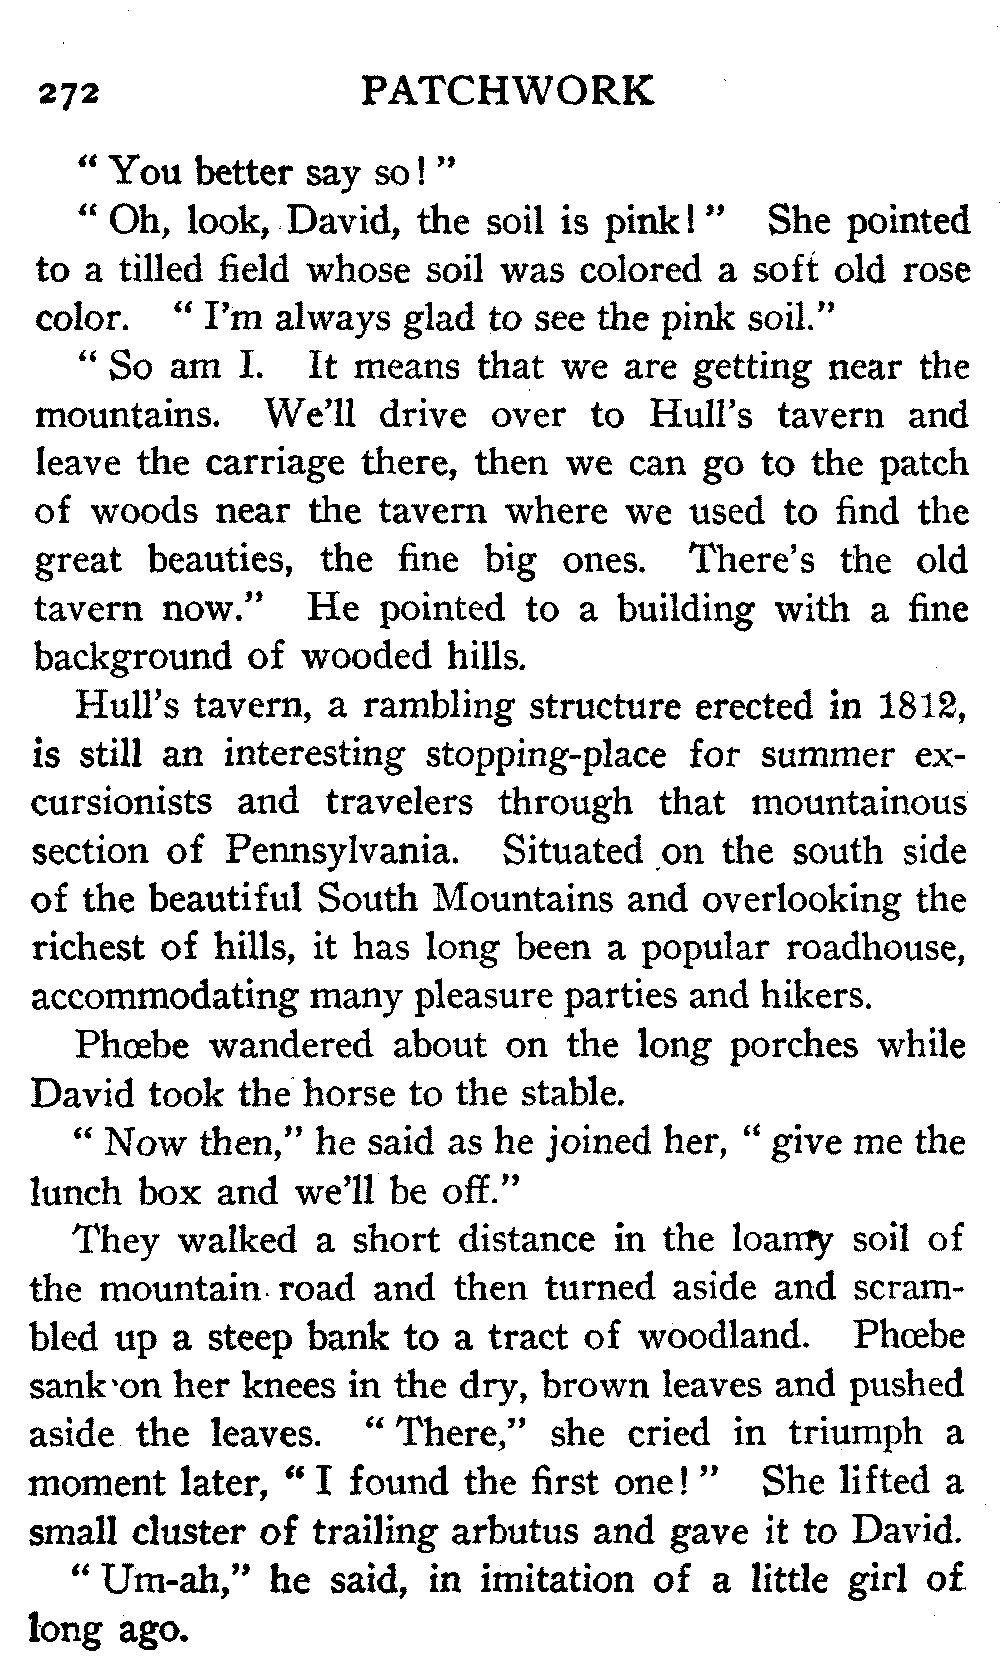 272 PATCHWORK
" You better say so! "
" Oh, look, David, the soil is pink! " She pointed
to a tilled field whose soil was colored a soft old rose
color. " I'm always glad to see the pink soil."
" So am I. It means that we are getting near the
mountains. We'll drive over to Hull's tavern and
leave the carriage there, then we can go to the patch
of woods near the tavern where we used to find the
great beauties, the fine big ones. There's the old
tavern now." He pointed to a building with a fine
background of wooded hills.
Hull's tavern, a rambling structure erected in 1812,
is still an interesting stopping-place for summer ex-
cursionists and travelers through that mountainous
section of Pennsylvania. Situated on the south side
of the beautiful South Mountains and overlooking the
richest of hills, it has long been a popular roadhouse,
accommodating many pleasure parties and hikers.
Phœbe wandered about on the long porches while
David took the horse to the stable.
" Now then," he said as he joined her, " give me the
lunch box and we'll be off."
They walked a short distance in the loamy soil of
the mountain road and then turned aside and scram-
bled up a steep bank to a tract of woodland. Phœbe
sank on her knees in the dry, brown leaves and pushed
aside the leaves. " There," she cried in triumph a
moment later, " I found the first one! " She lifted a
small cluster of trailing arbutus and gave it to David.
" Um-ah," he said, in imitation of a little girl of
long ago.